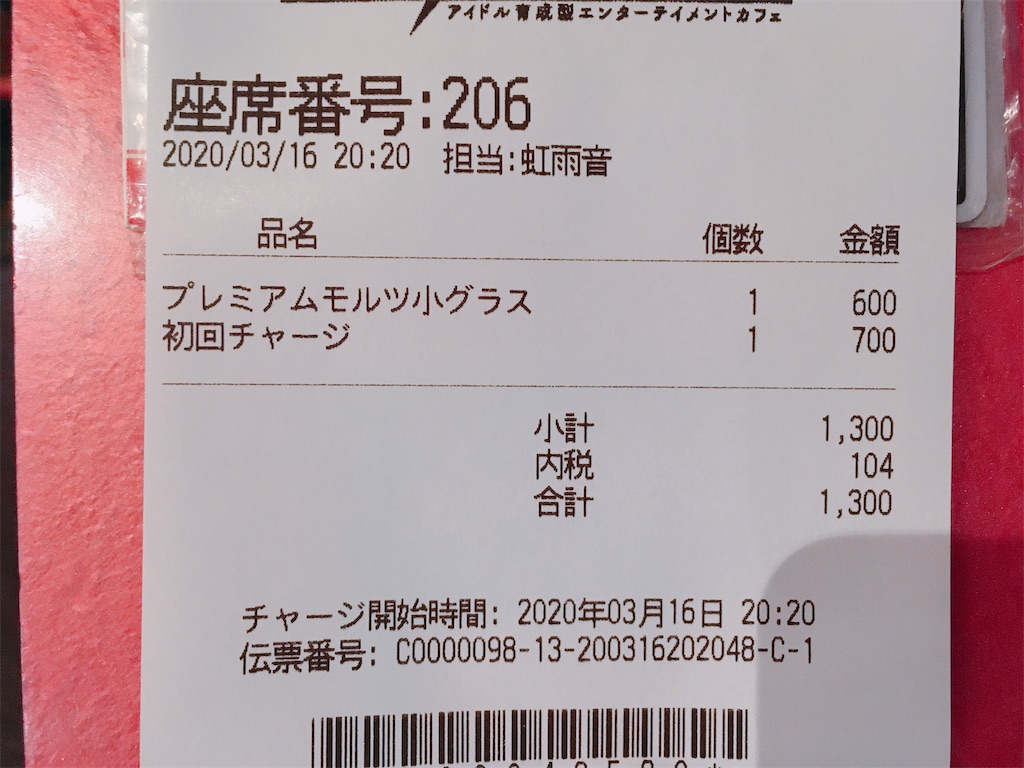 アイドル育成型エンターテイメントカフェ
座席番号:206
2020/03/16 20:20 担当:虹雨音
品名 個数 金額
プレミアムモルツ小グラス 1 600
初回チャージ 1 700
小計 1,300
内税 104
合計 1,300
チャージ開始時間: 2020年03月16日 20:20
伝票番号: C0000098-13-200316202048-C-1